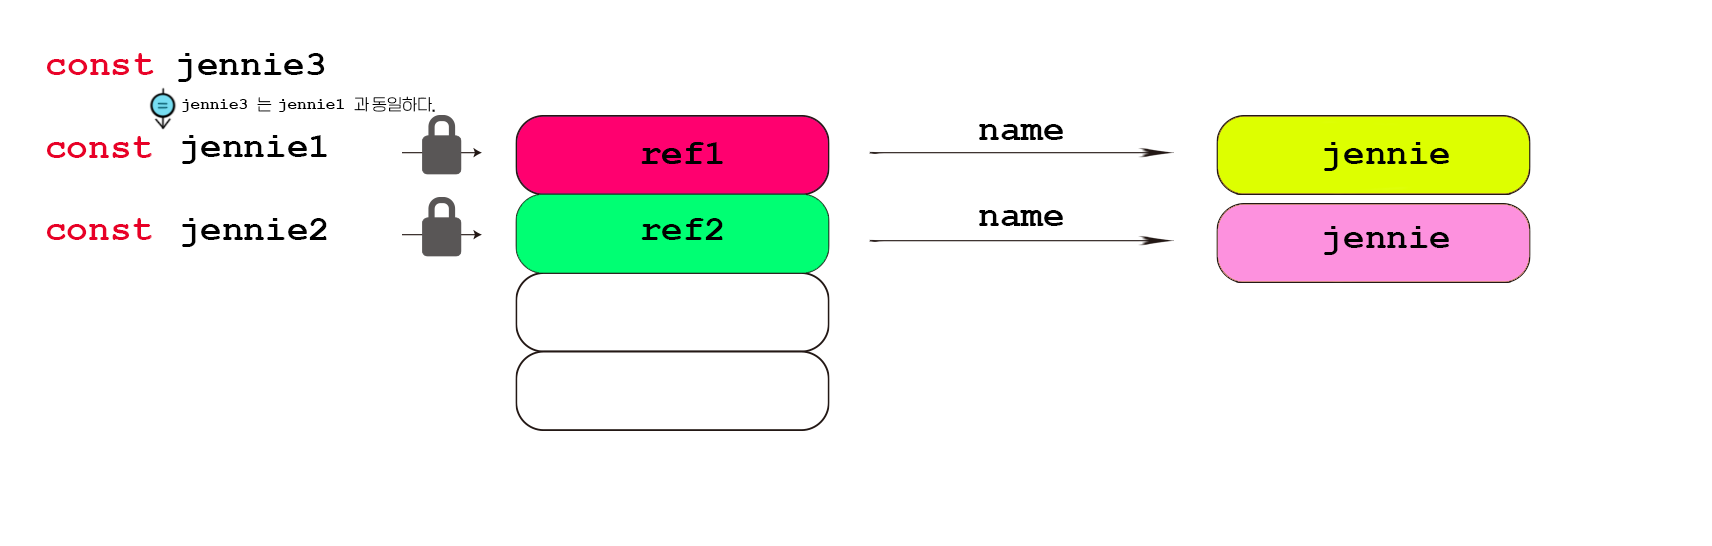 const jennie3
= jennie3 는 jennie1 과 동일하다.
const jennie1
ref1
name
jennie
const jennie2
ref2
name
jennie